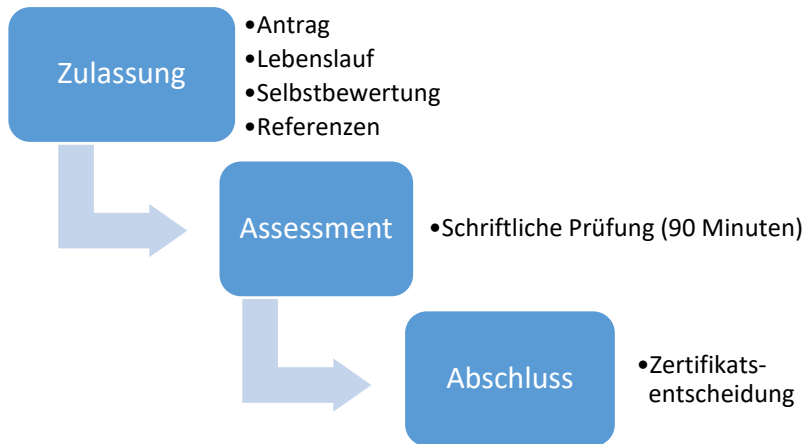 Zulassung
•Antrag
•Lebenslauf
•Selbstbewertung
•Referenzen
Assessment
•Schriftliche Prüfung (90 Minuten)
Abschluss
•Zertifikats-
entscheidung